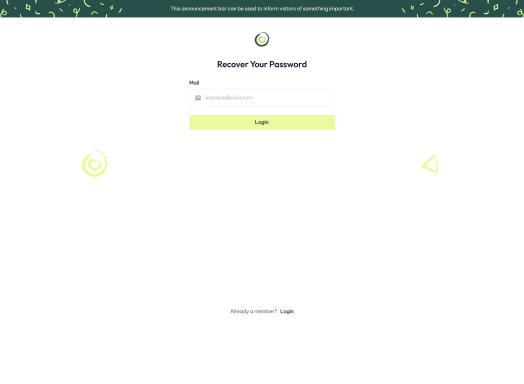 This announcement bar can be used to inform vistors of something important.
Recover Your Password
Mail
example@mail.com
Login
Already a member? Login